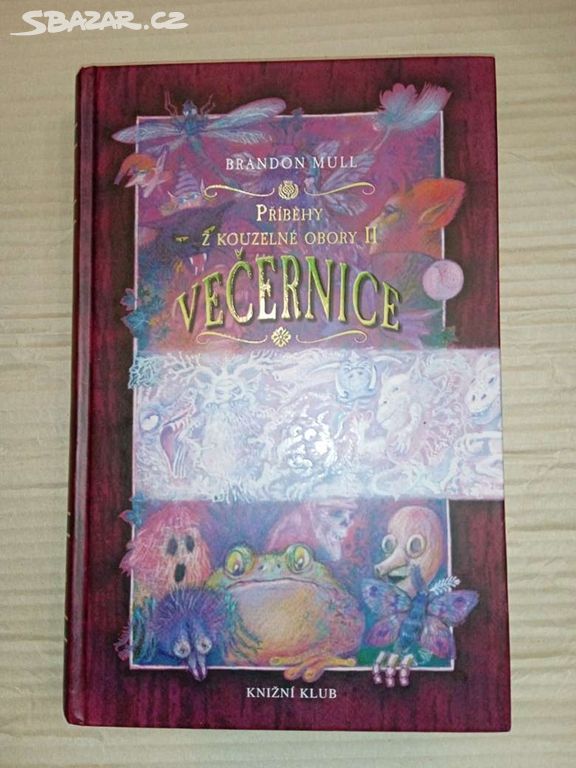 SBAZAR.CZ
BRANDON MULL
PŘÍBĚHY
Z KOUZELNÉ OBORY II
VEČERNICE
KNIŽNÍ KLUB